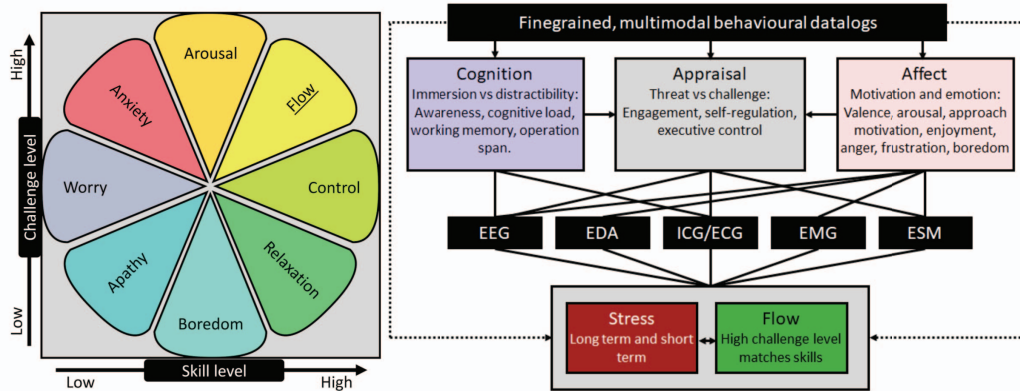 High
Challenge level
Low
Arousal
Anxiety
Flow
Worry
Control
Apathy
Relaxation
Boredom
Low
Skill level
High
Finegrained, multimodal behavioural datalogs
Cognition
Immersion vs distractibility:
Awareness, cognitive load,
working memory, operation
span.
Appraisal
Threat vs challenge:
Engagement, self-regulation,
executive control
Affect
Motivation and emotion:
Valence, arousal, approach
motivation, enjoyment,
anger, frustration, boredom
EEG
EDA
ICG/ECG
EMG
ESM
Stress
Long term and short
term
Flow
High challenge level
matches skills